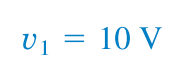 v₁ = 10 V